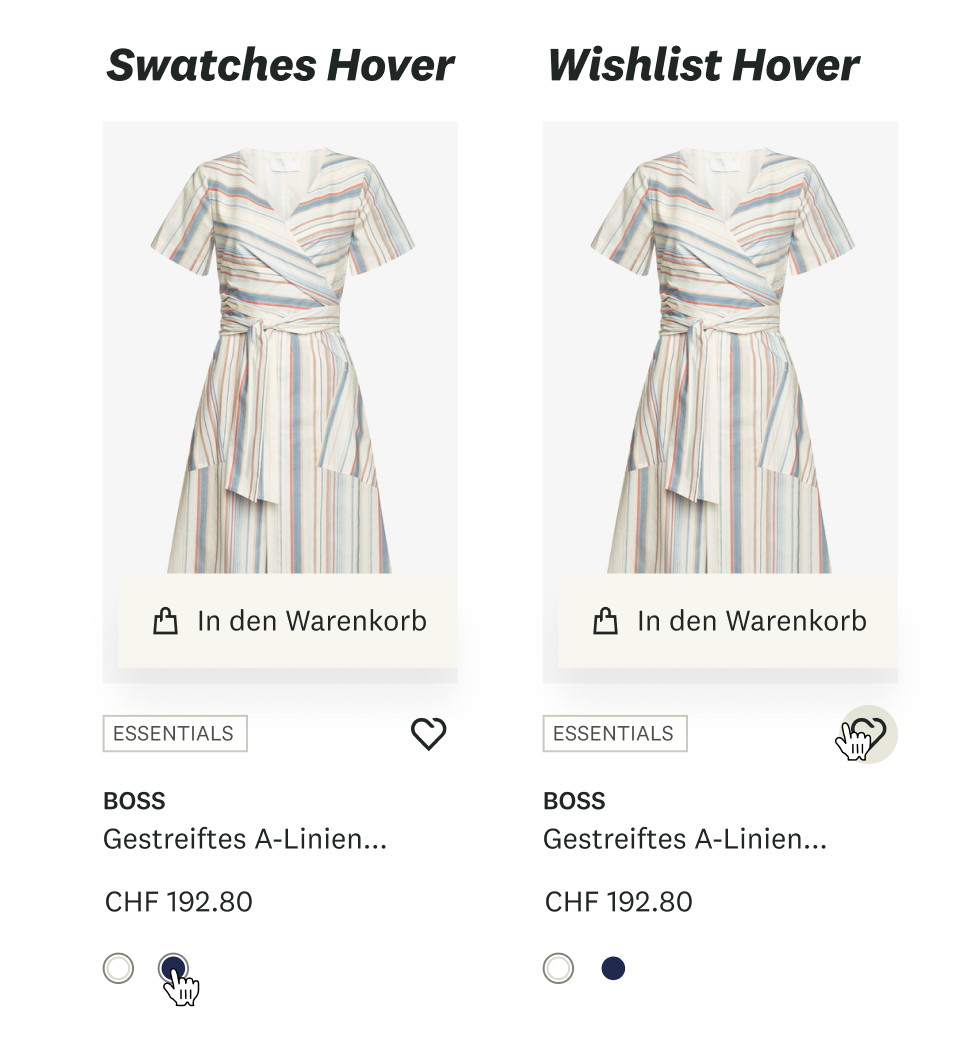 Swatches Hover
Wishlist Hover
In den Warenkorb
In den Warenkorb
ESSENTIALS
ESSENTIALS
BOSS
BOSS
Gestreiftes A-Linien...
Gestreiftes A-Linien...
CHF 192.80
CHF 192.80